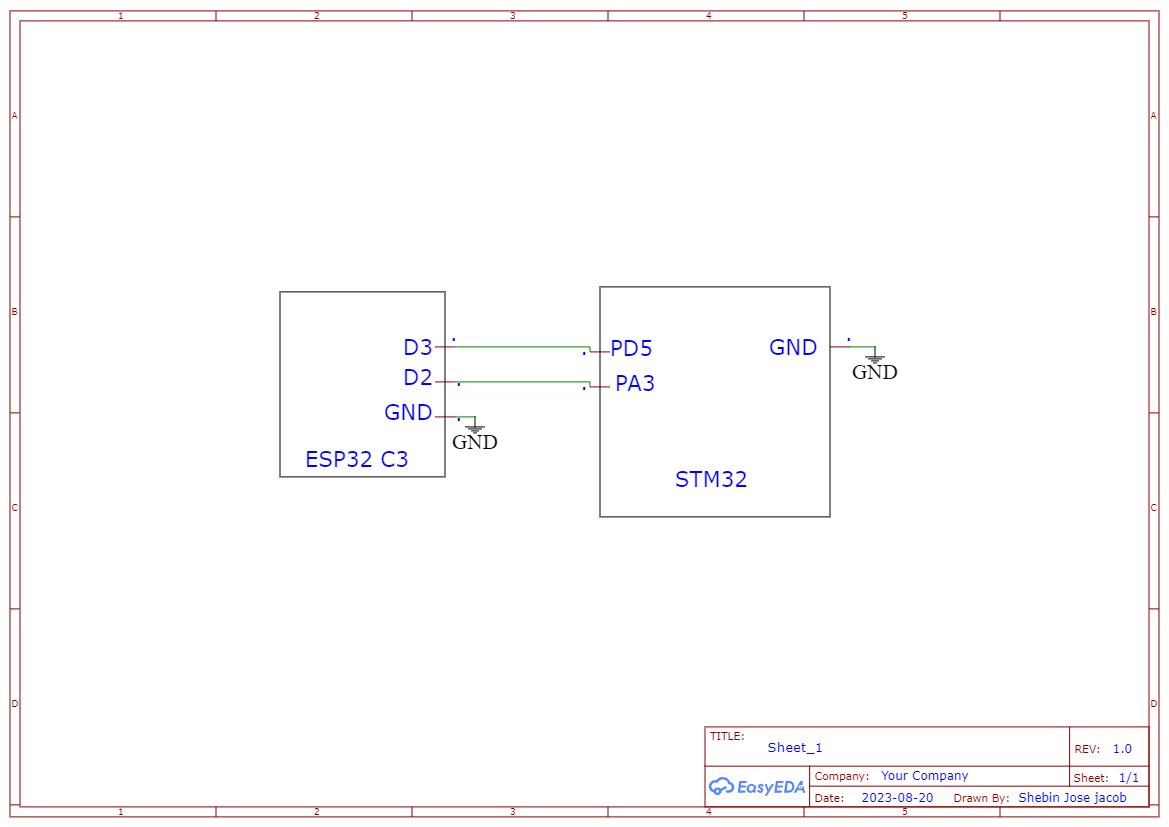 1 2 3 4 5
A A
B B
D3 PD5 GND
GND
D2 PA3
GND
GND
ESP32 C3
STM32
C C
D D
TITLE:
Sheet_1
REV: 1.0
EasyEDA
Company: Your Company
Sheet: 1/1
Date: 2023-08-20 Drawn By: Shebin Jose jacob
1 2 3 4 5